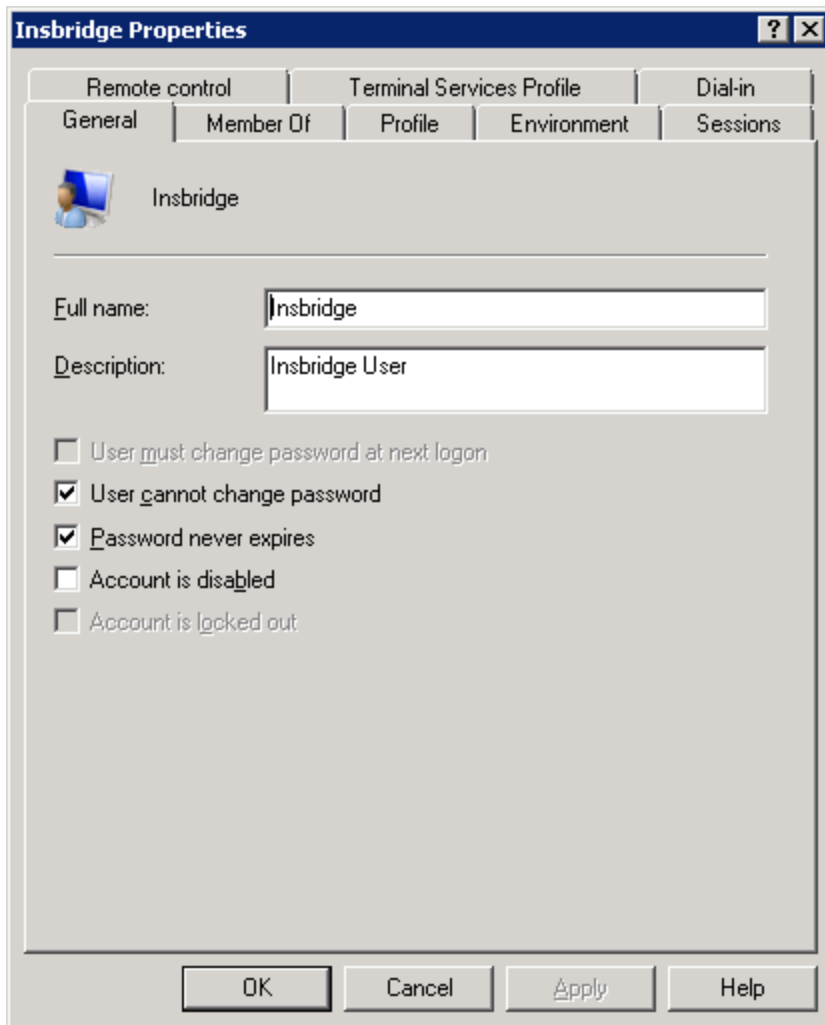 Insbridge Properties
Remote control Terminal Services Profile Dial-in
General Member Of Profile Environment Sessions
Insbridge
Full name: Insbridge
Description: Insbridge User
User must change password at next logon
User cannot change password
Password never expires
Account is disabled
Account is locked out
OK Cancel Apply Help